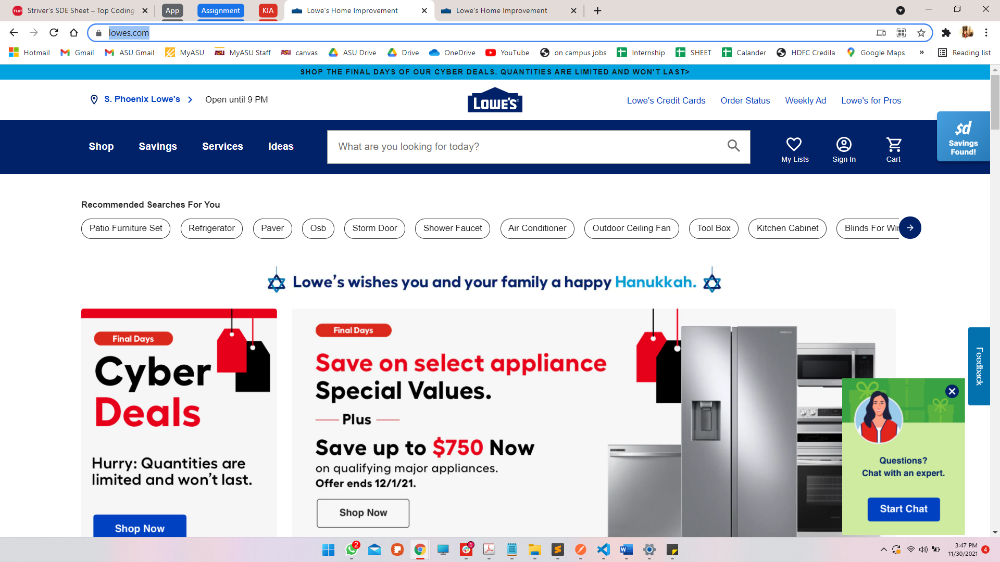 Striver's SDE Sheet – Top Coding
App
Assignment
KIA
Lowe's Home Improvement
Lowe's Home Improvement
lowes.com
Hotmail
Gmail
ASU Gmail
MyASU
MyASU Staff
canvas
ASU Drive
Drive
OneDrive
YouTube
on campus jobs
Internship
SHEET
Calander
HDFC Credila
Google Maps
»
Reading list
SHOP THE FINAL DAYS OF OUR CYBER DEALS. QUANTITIES ARE LIMITED AND WON'T LAST>
S. Phoenix Lowe's
Open until 9 PM
LOWE'S
Lowe's Credit Cards
Order Status
Weekly Ad
Lowe's for Pros
$d
Savings
Found!
Shop
Savings
Services
Ideas
What are you looking for today?
My Lists
Sign In
Cart
Recommended Searches For You
Patio Furniture Set
Refrigerator
Paver
Osb
Storm Door
Shower Faucet
Air Conditioner
Outdoor Ceiling Fan
Tool Box
Kitchen Cabinet
Blinds For Wi
Lowe's wishes you and your family a happy Hanukkah.
Final Days
Cyber
Deals
Hurry: Quantities are
limited and won't last.
Shop Now
Final Days
Save on select appliance
Special Values.
Plus
Save up to $750 Now
on qualifying major appliances.
Offer ends 12/1/21.
Shop Now
Feedback
Questions?
Chat with an expert.
Start Chat
2
1
3:47 PM
11/30/2021
4